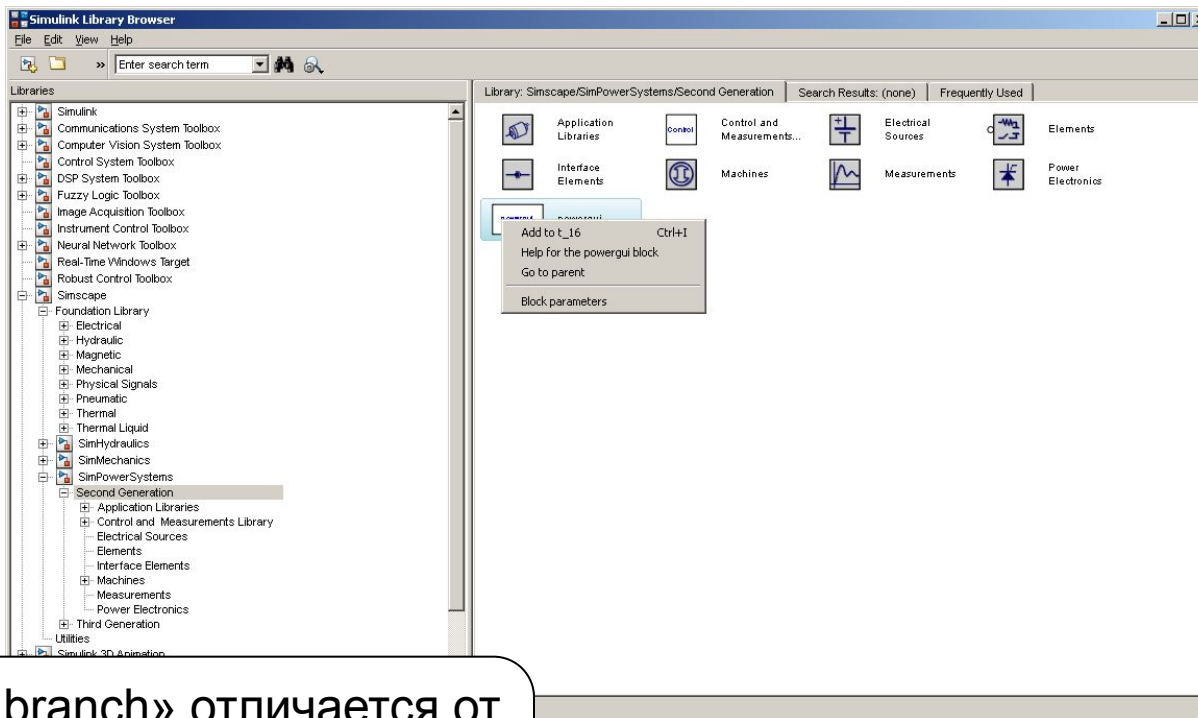 Simulink Library Browser
File Edit View Help
» Enter search term
Libraries
Simulink
Communications System Toolbox
Computer Vision System Toolbox
Control System Toolbox
DSP System Toolbox
Fuzzy Logic Toolbox
Image Acquisition Toolbox
Instrument Control Toolbox
Neural Network Toolbox
Real-Time Windows Target
Robust Control Toolbox
Simscape
Foundation Library
Electrical
Hydraulic
Magnetic
Mechanical
Physical Signals
Pneumatic
Thermal
Thermal Liquid
SimHydraulics
SimMechanics
SimPowerSystems
Second Generation
Application Libraries
Control and Measurements Library
Electrical Sources
Elements
Interface Elements
Machines
Measurements
Power Electronics
Third Generation
Utilities
Simulink 3D Animation
Library: Simscape/SimPowerSystems/Second Generation Search Results: (none) Frequently Used
Application
Libraries
Control
Control and
Measurements...
Electrical
Sources
Elements
Interface
Elements
Machines
Measurements
Power
Electronics
powergui powergui
Add to t_16 Ctrl+I
Help for the powergui block
Go to parent
Block parameters
branch» отличается от